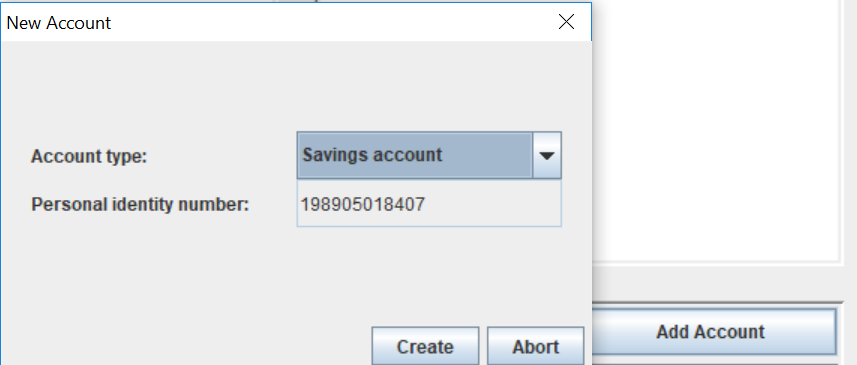 New Account
Account type:
Savings account
Personal identity number:
198905018407
Create
Abort
Add Account